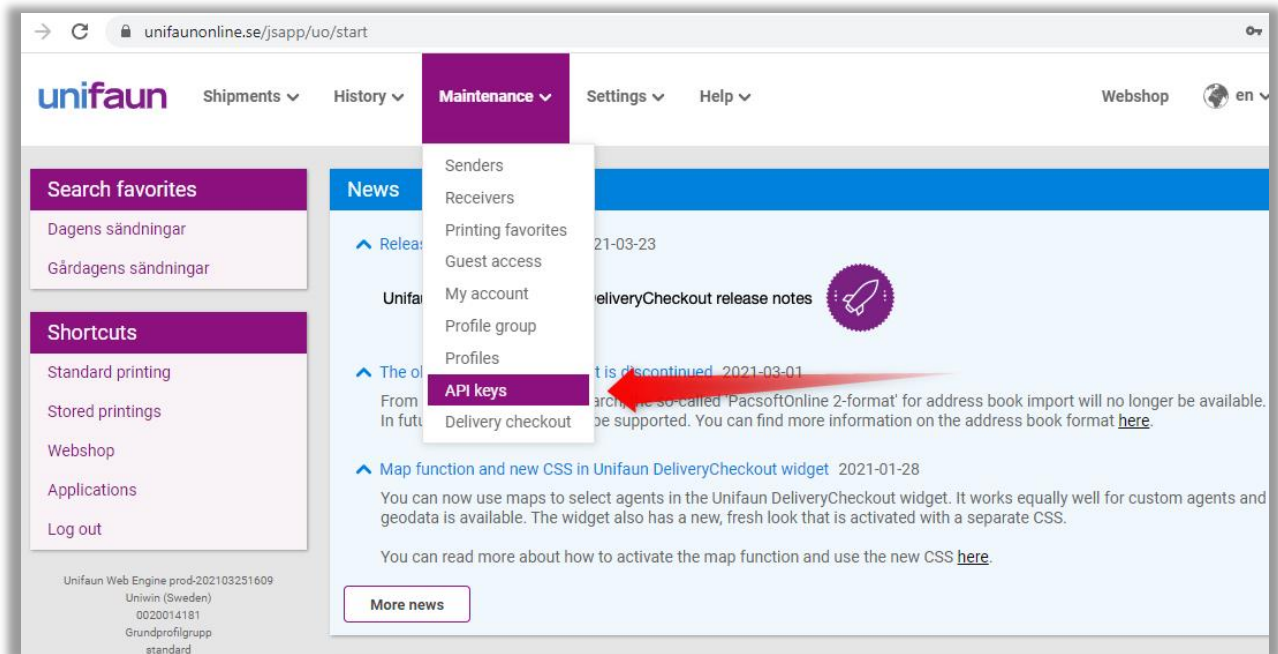 unifaunonline.se/jsapp/uo/start
unifaun Shipments History Maintenance Settings Help Webshop en
Senders
Receivers
Printing favorites
Guest access
My account
Profile group
Profiles
API keys
Delivery checkout
Search favorites
Dagens sändningar
Gårdagens sändningar
Shortcuts
Standard printing
Stored printings
Webshop
Applications
Log out
Unifaun Web Engine prod-202103251609
Uniwin (Sweden)
0020014181
Grundprofilgrupp
standard
News
21-03-23
DeliveryCheckout release notes
The t is discontinued 2021-03-01
From so-called 'PacsoftOnline 2-format' for address book import will no longer be available.
In be supported. You can find more information on the address book format here.
Map function and new CSS in Unifaun DeliveryCheckout widget 2021-01-28
You can now use maps to select agents in the Unifaun DeliveryCheckout widget. It works equally well for custom agents and
geodata is available. The widget also has a new, fresh look that is activated with a separate CSS.
You can read more about how to activate the map function and use the new CSS here.
More news